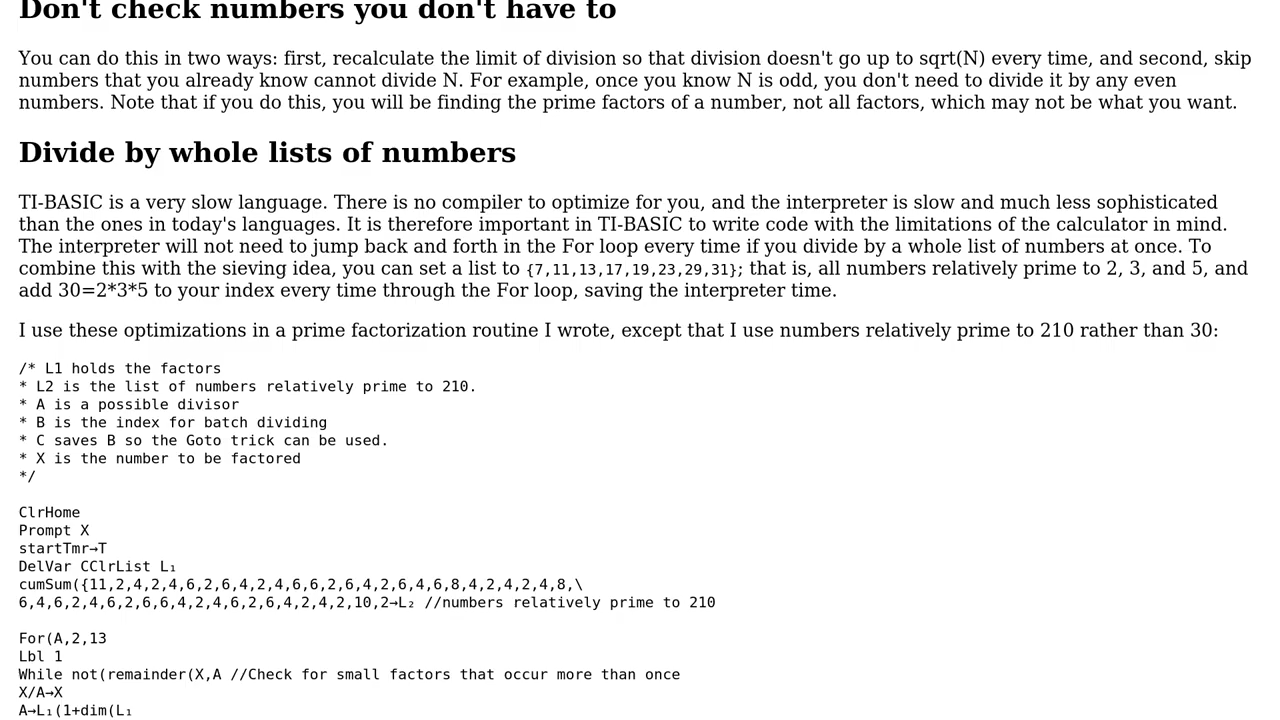 Don't check numbers you don't have to
You can do this in two ways: first, recalculate the limit of division so that division doesn't go up to sqrt(N) every time, and second, skip
numbers that you already know cannot divide N. For example, once you know N is odd, you don't need to divide it by any even
numbers. Note that if you do this, you will be finding the prime factors of a number, not all factors, which may not be what you want.
Divide by whole lists of numbers
TI-BASIC is a very slow language. There is no compiler to optimize for you, and the interpreter is slow and much less sophisticated
than the ones in today's languages. It is therefore important in TI-BASIC to write code with the limitations of the calculator in mind.
The interpreter will not need to jump back and forth in the For loop every time if you divide by a whole list of numbers at once. To
combine this with the sieving idea, you can set a list to {7,11,13,17,19,23,29,31}; that is, all numbers relatively prime to 2, 3, and 5, and
add 30=2*3*5 to your index every time through the For loop, saving the interpreter time.
I use these optimizations in a prime factorization routine I wrote, except that I use numbers relatively prime to 210 rather than 30:
/* L1 holds the factors
* L2 is the list of numbers relatively prime to 210.
* A is a possible divisor
* B is the index for batch dividing
* C saves B so the Goto trick can be used.
* X is the number to be factored
*/
ClrHome
Prompt X
startTmr→T
DelVar CClrList L₁
cumSum({11,2,4,2,4,6,2,6,4,2,4,6,6,2,6,4,2,6,4,6,8,4,2,4,2,4,8,\
6,4,6,2,4,6,2,6,6,4,2,4,6,2,6,4,2,4,2,10,2→L₂ //numbers relatively prime to 210
For(A,2,13
Lbl 1
While not(remainder(X,A //Check for small factors that occur more than once
X/A→X
A→L₁(1+dim(L₁